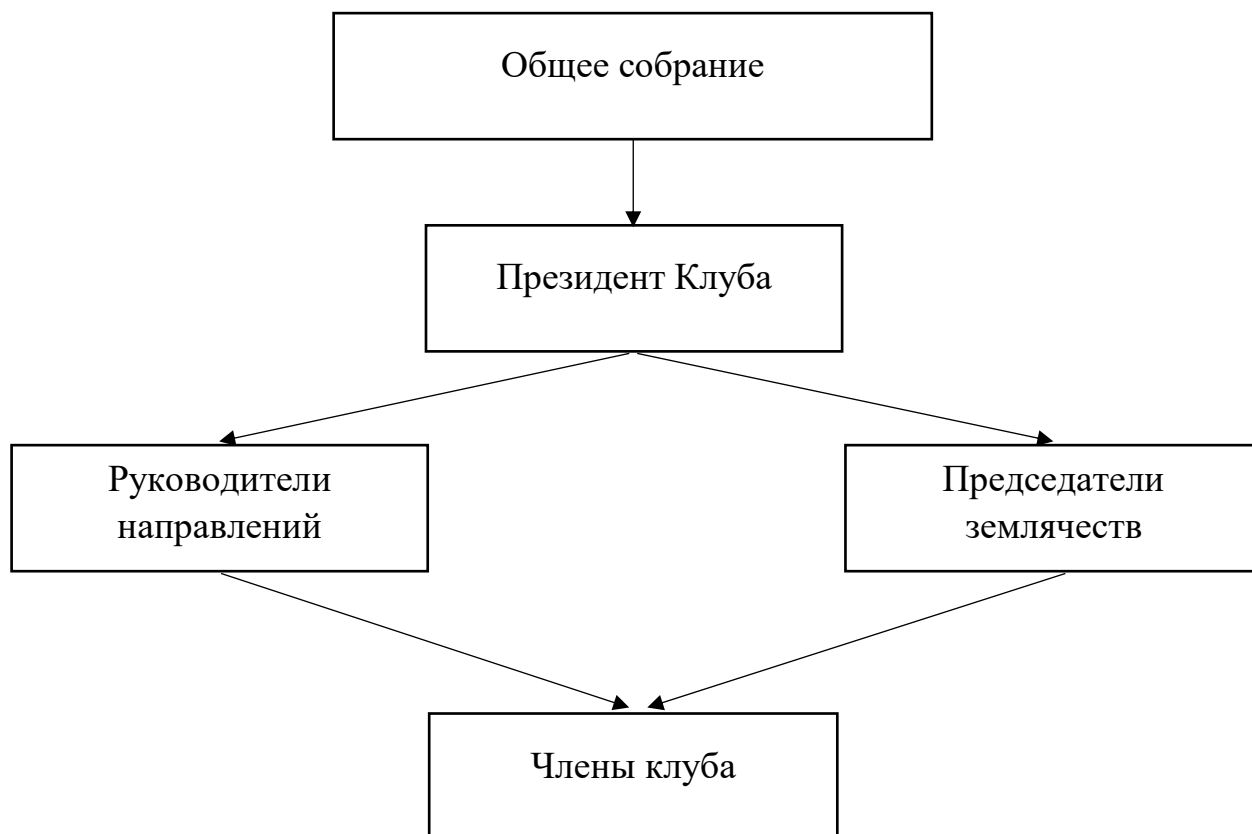 Общее собрание
Президент Клуба
Руководители
направлений
Председатели
землячеств
Члены клуба